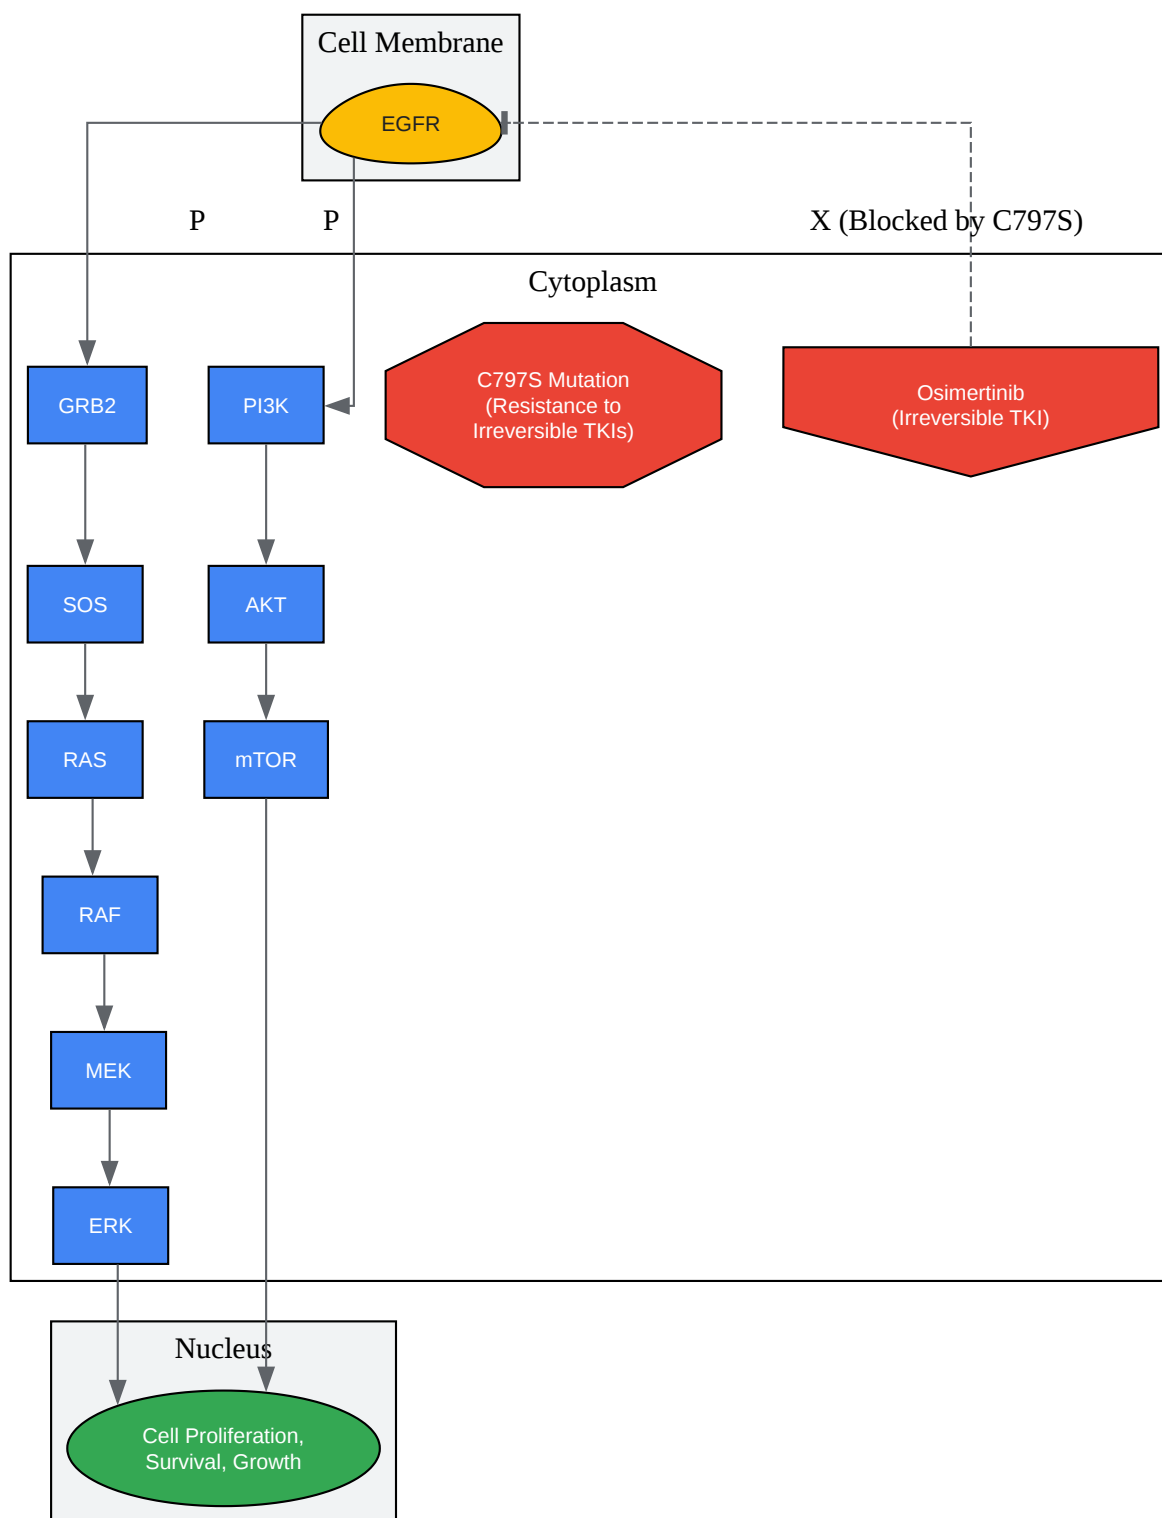 Cell Membrane
EGFR
P
P
X (Blocked by C797S)
Cytoplasm
GRB2
PI3K
C797S Mutation
(Resistance to
Irreversible TKIs)
Osimertinib
(Irreversible TKI)
SOS
AKT
RAS
mTOR
RAF
MEK
ERK
Nucleus
Cell Proliferation,
Survival, Growth